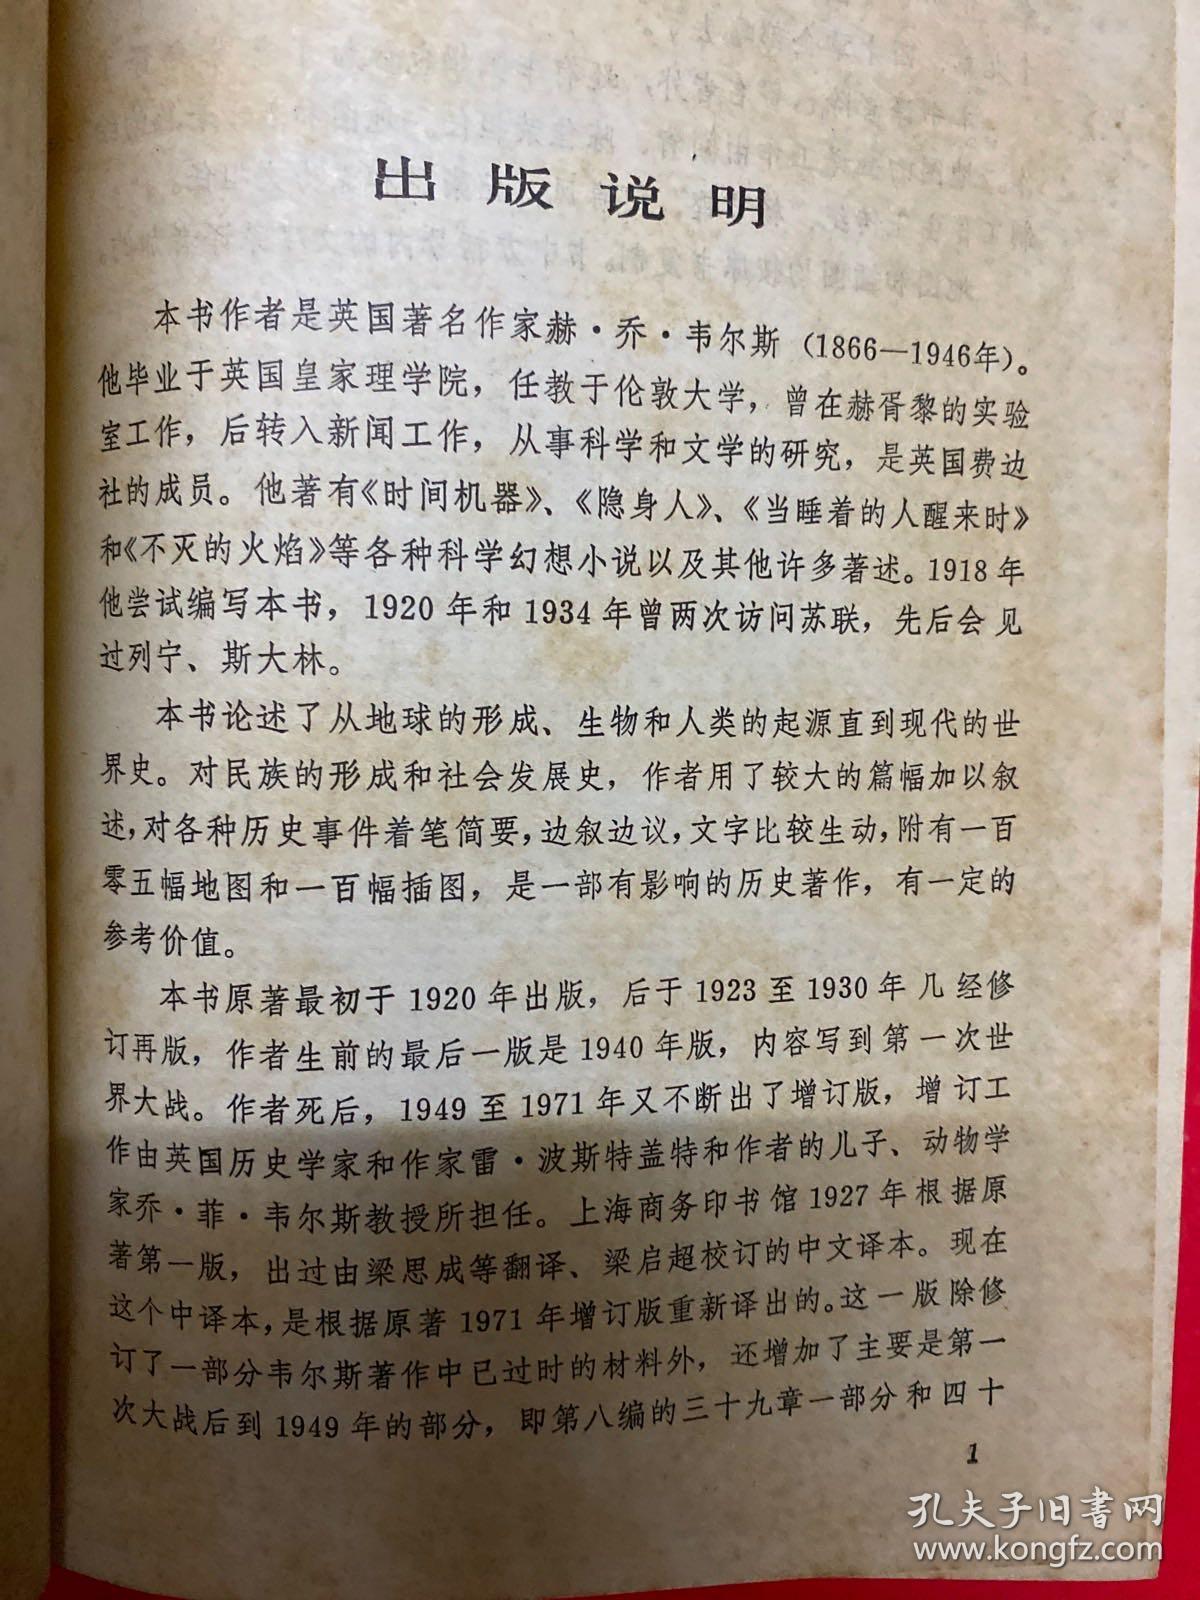 出版说明
本书作者是英国著名作家赫·乔·韦尔斯（1866—1946年）。
他毕业于英国皇家理学院，任教于伦敦大学，曾在赫胥黎的实验
室工作，后转入新闻工作，从事科学和文学的研究，是英国费边
社的成员。他著有《时间机器》、《隐身人》、《当睡着的人醒来时》
和《不灭的火焰》等各种科学幻想小说以及其他许多著述。1918年
他尝试编写本书，1920年和1934年曾两次访问苏联，先后会见
过列宁、斯大林。
本书论述了从地球的形成、生物和人类的起源直到现代的世
界史。对民族的形成和社会发展史，作者用了较大的篇幅加以叙
述，对各种历史事件着笔简要，边叙边议，文字比较生动，附有一百
零五幅地图和一百幅插图，是一部有影响的历史著作，有一定的
参考价值。
本书原著最初于1920年出版，后于1923至1930年几经修
订再版，作者生前的最后一版是1940年版，内容写到第一次世
界大战。作者死后，1949至1971年又不断出了增订版，增订工
作由英国历史学家和作家雷·波斯特盖特和作者的儿子、动物学
家乔·菲·韦尔斯教授所担任。上海商务印书馆1927年根据原
著第一版，出过由梁思成等翻译、梁启超校订的中文译本。现在
这个中译本，是根据原著1971年增订版重新译出的。这一版除修
订了一部分韦尔斯著作中已过时的材料外，还增加了主要是第一
次大战后到1949年的部分，即第八编的三十九章一部分和四十
1
孔夫子旧书网
www.kongfz.com